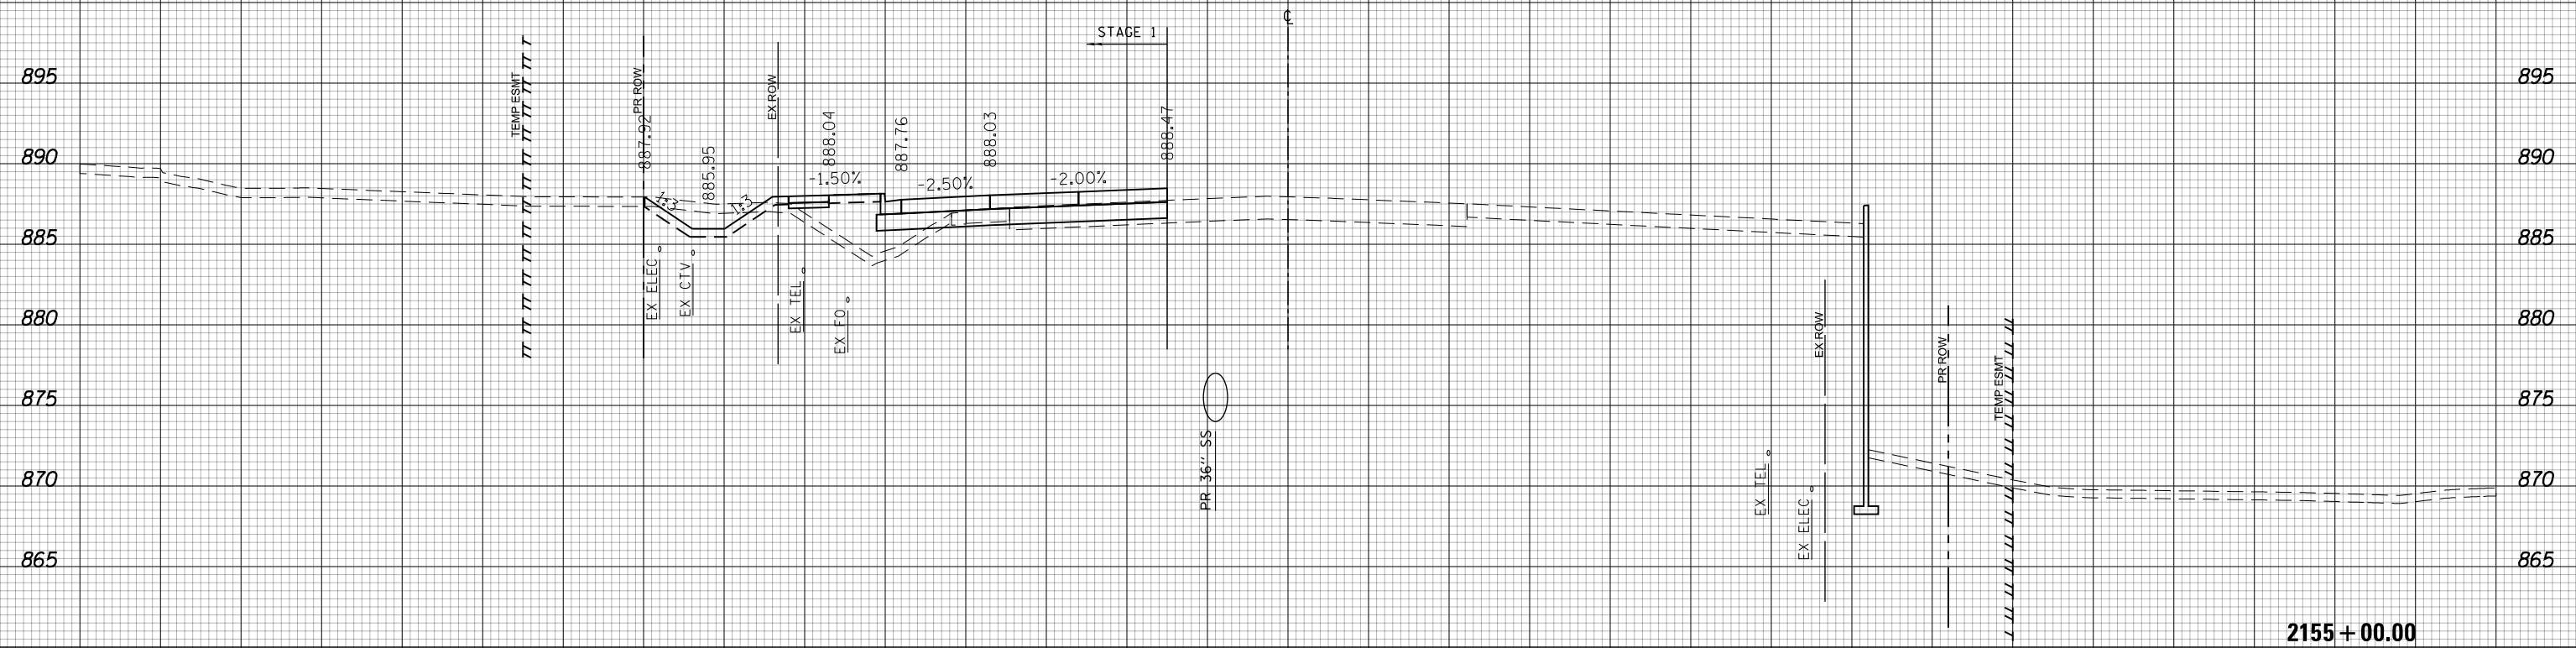 ℄
STAGE 1
895
TEMP ESMT
PR ROW
EX ROW
895
887.92
885.95
888.04
887.76
888.03
888.47
890
890
-1.50%
-2.50%
-2.00%
1:3
1:3
885
885
EX ELEC
EX CTV
EX TEL
EX FO
880
880
EX ROW
PR ROW
TEMP ESMT
875
875
PR 36" SS
870
EX TEL
870
EX ELEC
865
865
2155+00.00